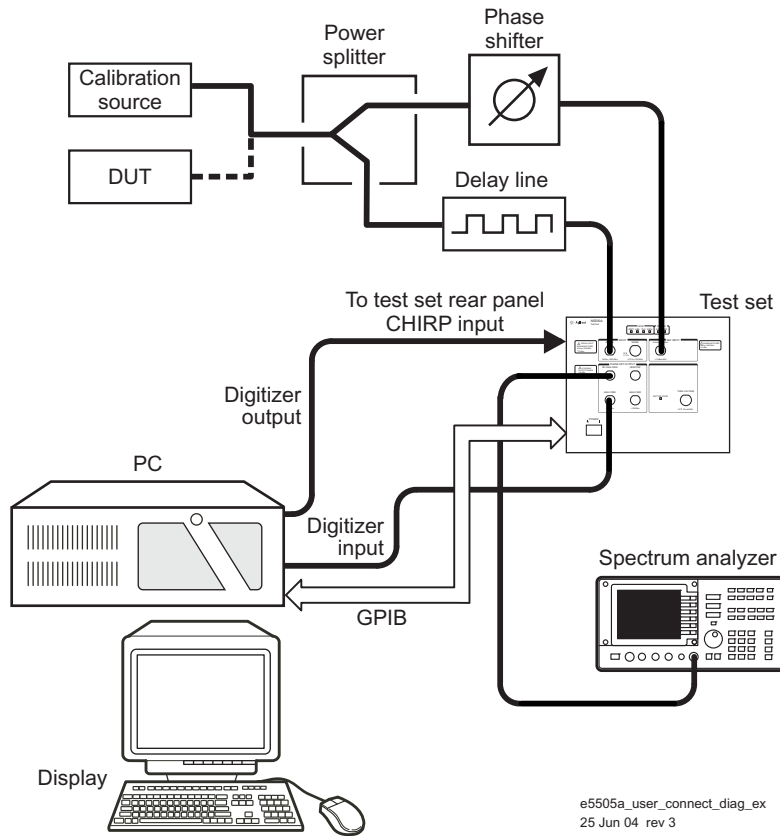 Power
splitter
Phase
shifter
Calibration
source
DUT
Delay line
To test set rear panel
CHIRP input
Test set
Digitizer
output
PC
Digitizer
input
GPIB
Spectrum analyzer
Display
e5505a_user_connect_diag_ex
25 Jun 04 rev 3